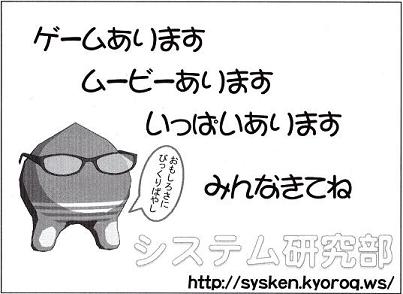 ゲームあります
ムービーあります
いっぱいあります
おもしろさに
びっくりばやし
みんなきてね
システム研究部
http://sysken.kyoroq.ws/